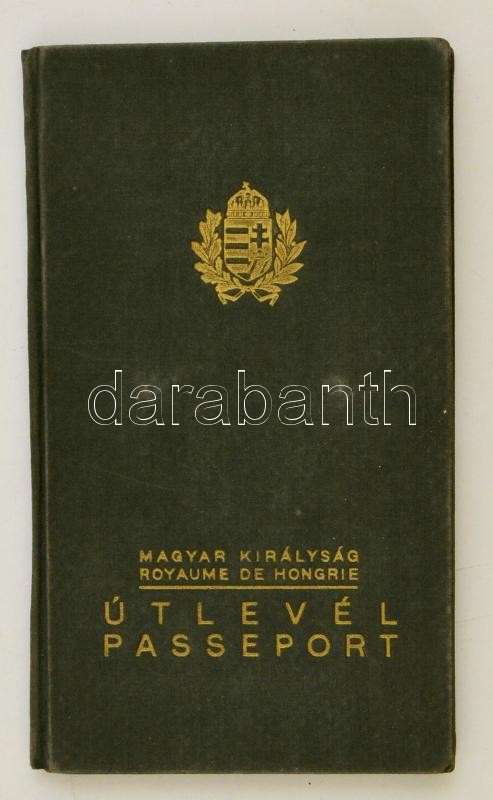 darabanth
MAGYAR KIRÁLYSÁG
ROYAUME DE HONGRIE
ÚTLEVÉL
PASSEPORT